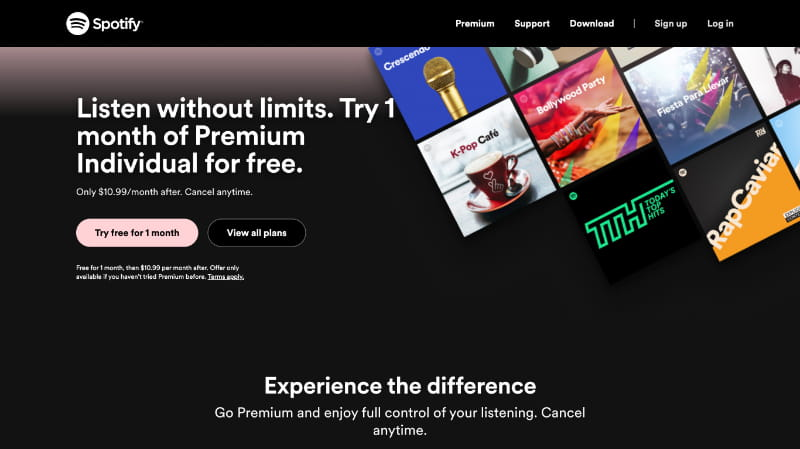 Spotify
Premium
Support
Download
Sign up
Log in
Listen without limits. Try 1
month of Premium
Individual for free.
Only $10.99/month after. Cancel anytime.
Try free for 1 month
View all plans
Free for 1 month, then $10.99 per month after. Offer only
available if you haven't tried Premium before. Terms apply.
Crescendo
K-Pop Café
Bollywood Party
Fiesta Para Llevar
TODAY'S
TOP
HITS
RapCaviar
Experience the difference
Go Premium and enjoy full control of your listening. Cancel
anytime.